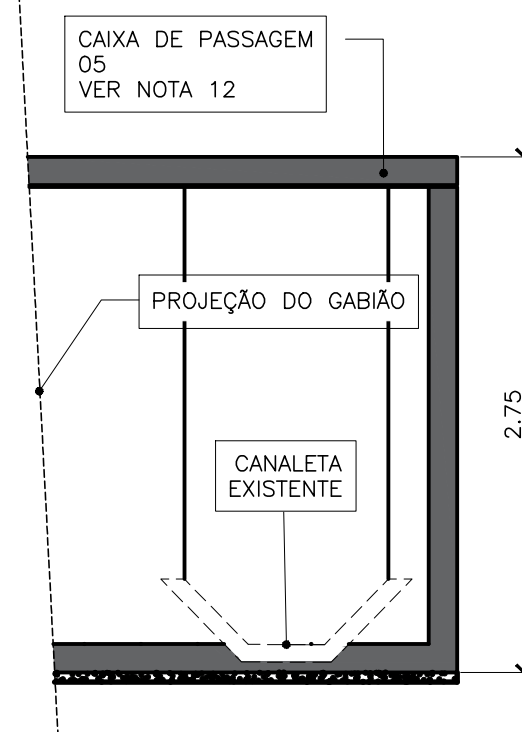 CAIXA DE PASSAGEM
05
VER NOTA 12
PROJEÇÃO DO GABIÃO
CANALETA
EXISTENTE
2.75